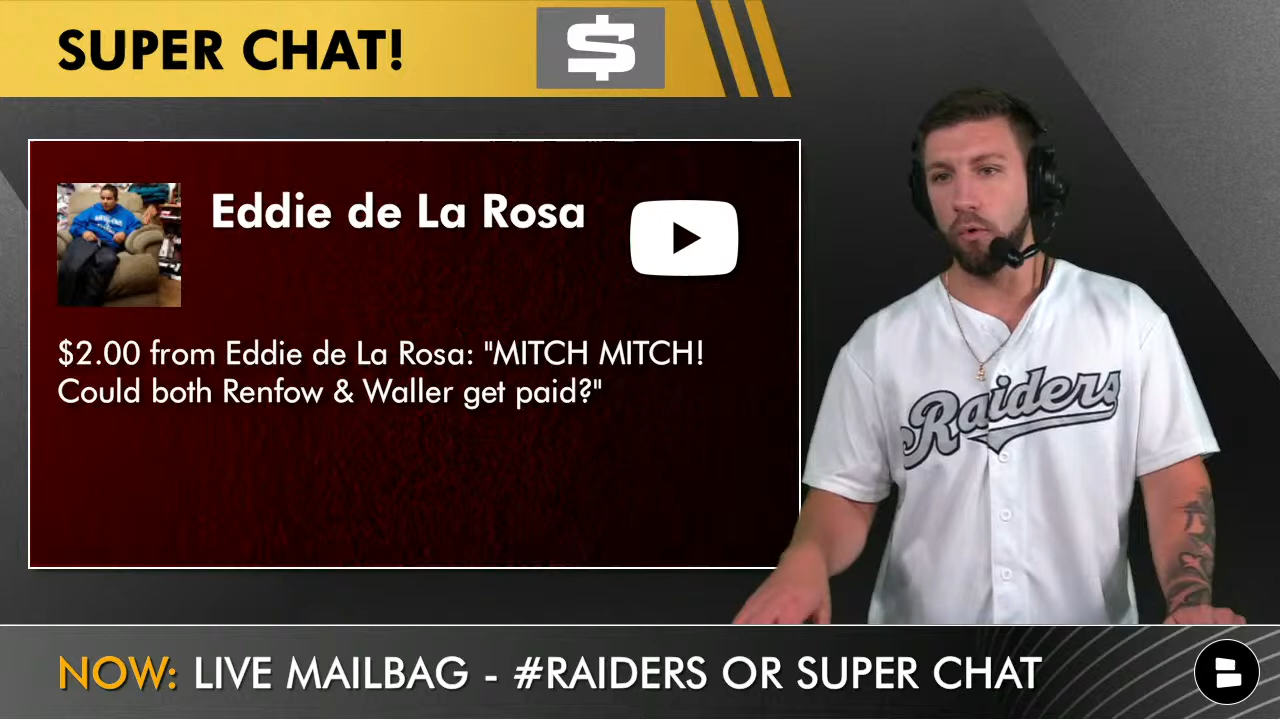 SUPER CHAT!
$
Eddie de La Rosa
$2.00 from Eddie de La Rosa: "MITCH MITCH!
Could both Renfow & Waller get paid?"
Raiders
NOW: LIVE MAILBAG - #RAIDERS OR SUPER CHAT